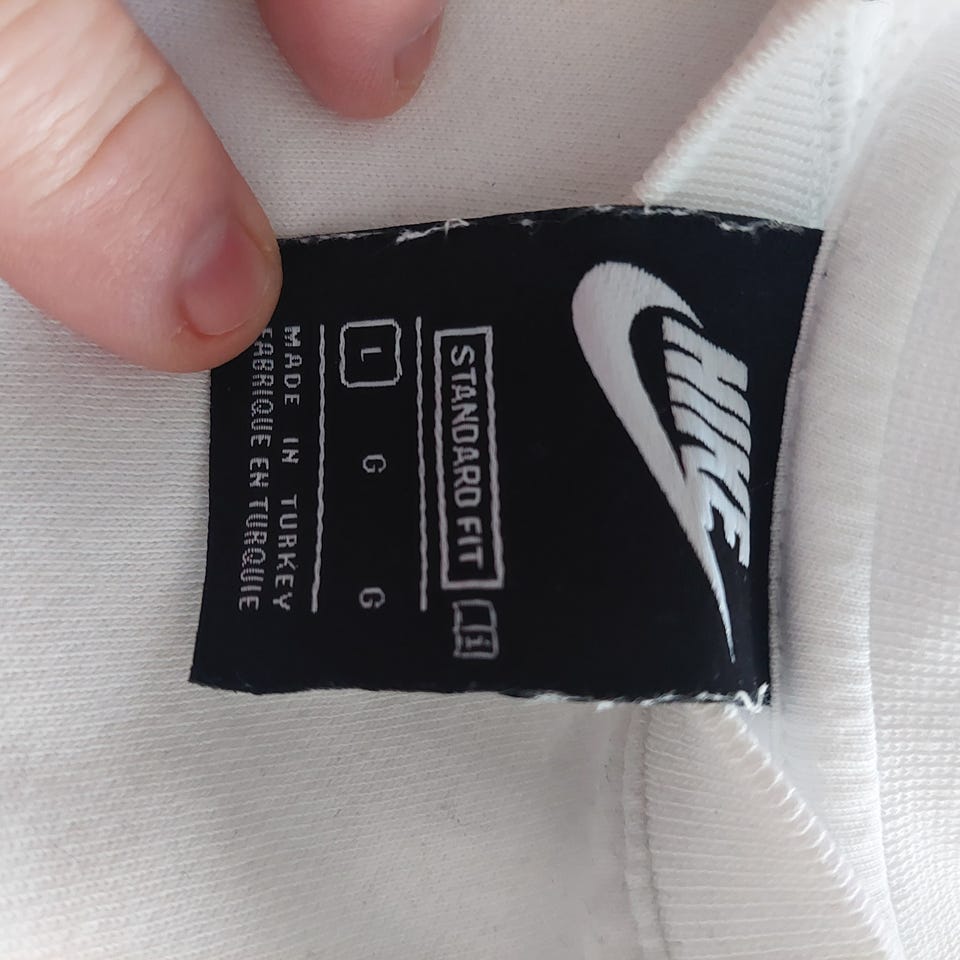 NIKE
STANDARD FIT i
L G G
MADE IN TURKEY
FABRIQUE EN TURQUIE